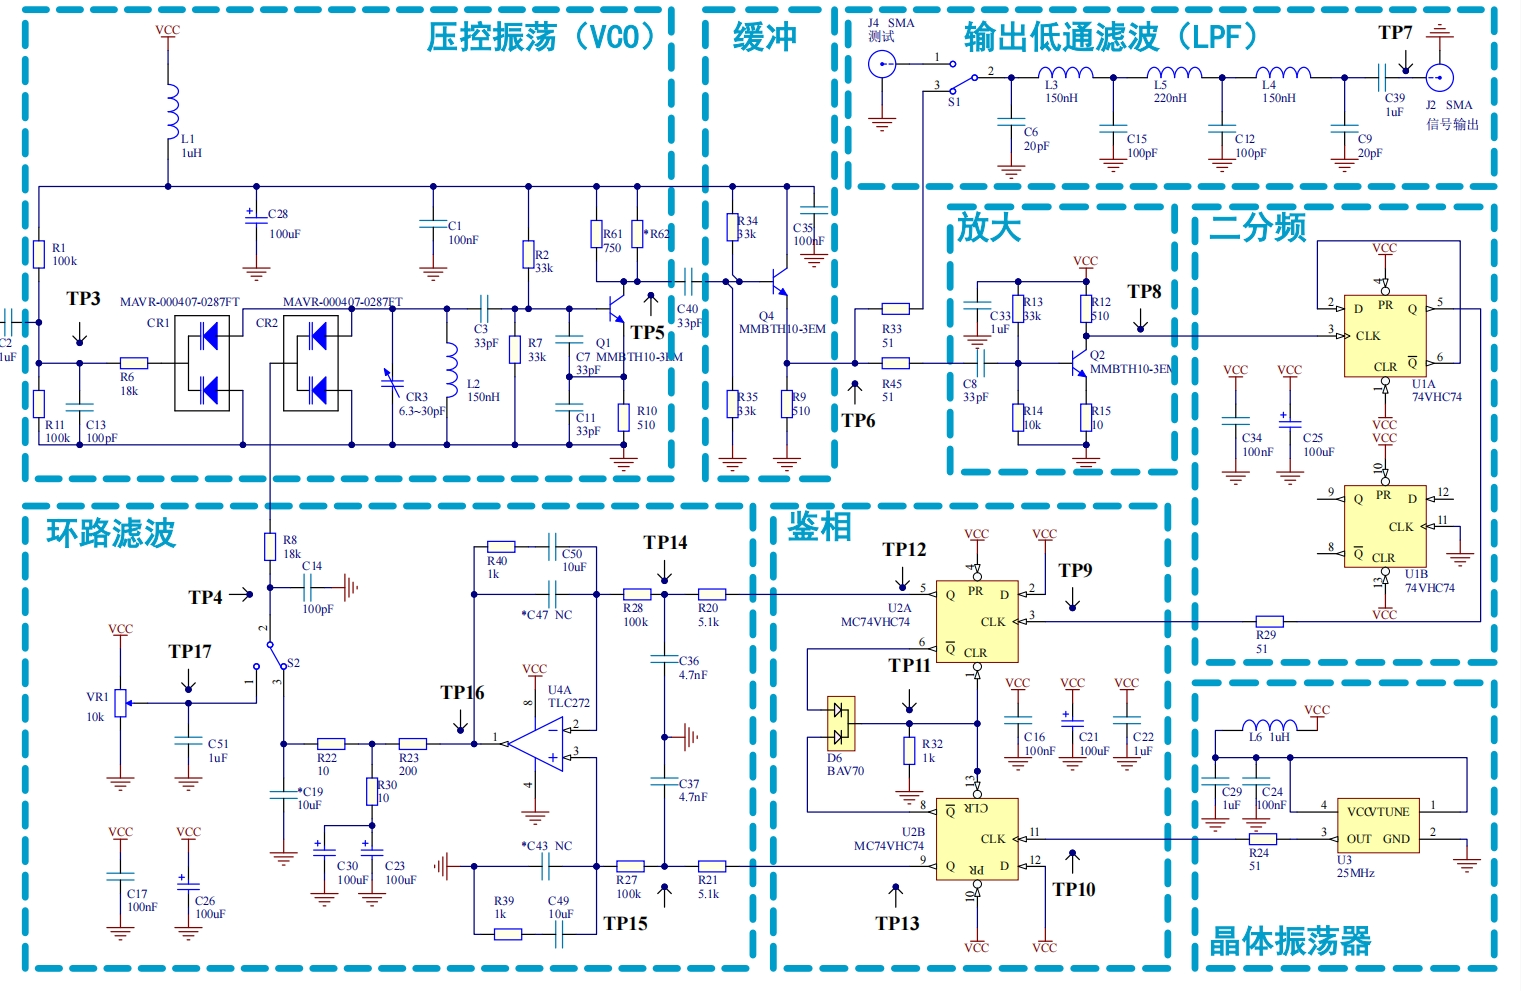 压控振荡（VCO）
VCC
L1
1uH
R1
100k
C28
100uF
C1
100nF
R2
33k
R61
750
*R62
TP3
MAVR-000407-0287FT
MAVR-000407-0287FT
CR1
CR2
C2
1uF
R6
18k
R11
100k
C13
100pF
CR3
6.3~30pF
L2
150nH
C3
33pF
R7
33k
C7
33pF
Q1
MMBTH10-3EM
C11
33pF
R10
510
TP5
缓冲
R34
33k
C35
100nF
C40
33pF
Q4
MMBTH10-3EM
R35
33k
R9
510
TP6
R33
51
R45
51
输出低通滤波（LPF）
J4 SMA
测试
1
3
2
S1
L3
150nH
L5
220nH
L4
150nH
C6
20pF
C15
100pF
C12
100pF
C9
20pF
C39
1uF
TP7
J2 SMA
信号输出
放大
VCC
C33
1uF
R13
33k
R12
510
TP8
C8
33pF
Q2
MMBTH10-3EM
R14
10k
R15
10
二分频
VCC
4
PR
2
D
Q
5
3
CLK
Q
6
CLR
1
U1A
74VHC74
VCC
VCC
VCC
VCC
C34
100nF
C25
100uF
10
PR
9
Q
D
12
CLK
11
8
Q
CLR
13
U1B
74VHC74
VCC
R29
51
环路滤波
R8
18k
C14
100pF
TP4
2
S2
1
3
VCC
TP17
VR1
10k
C51
1uF
R22
10
R23
200
R30
10
*C19
10uF
C30
100uF
C23
100uF
VCC
VCC
C17
100nF
C26
100uF
R40
1k
C50
10uF
*C47 NC
TP14
R28
100k
R20
5.1k
C36
4.7nF
VCC
U4A
TLC272
TP16
8
1
2
3
4
C37
4.7nF
*C43 NC
R39
1k
C49
10uF
R27
100k
R21
5.1k
TP15
鉴相
VCC
VCC
TP12
4
TP9
5
Q
PR
D
2
U2A
MC74VHC74
CLK
3
6
Q
CLR
1
TP11
D6
BAV70
R32
1k
VCC
VCC
VCC
C16
100nF
C21
100uF
C22
1uF
13
8
Q
CLR
U2B
MC74VHC74
CLK
11
9
Q
PR
D
12
10
TP10
TP13
VCC
VCC
VCC
L6 1uH
C29
1uF
C24
100nF
4
VCC
VTUNE
1
3
OUT
GND
2
R24
51
U3
25MHz
晶体振荡器